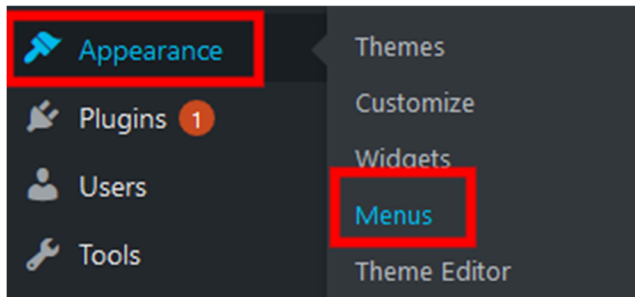 Appearance
Plugins 1
Users
Tools
Themes
Customize
Widgets
Menus
Theme Editor